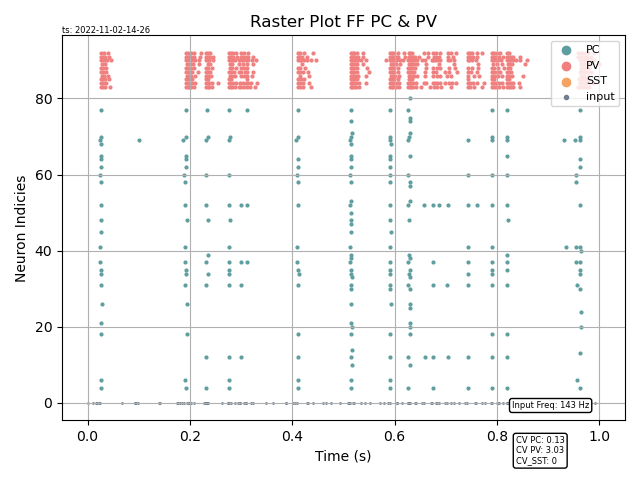 Raster Plot FF PC & PV
ts: 2022-11-02-14-26
PC
PV
SST
input
Neuron Indicies
80
60
40
20
0
Input Freq: 143 Hz
0.0 0.2 0.4 0.6 0.8 1.0
Time (s)
CV PC: 0.13
CV PV: 3.03
CV_SST: 0